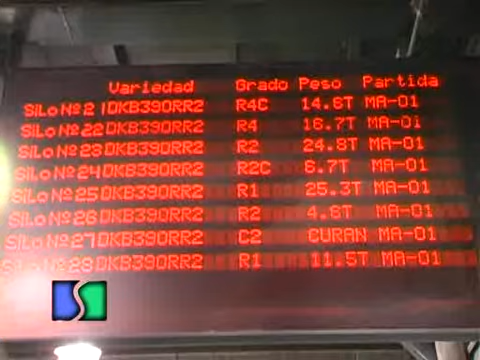 Variedad Grado Peso Partida
SiLo Nº21 DKB390RR2 R4C 14.6T MA-01
SiLo Nº22 DKB390RR2 R4 16.7T MA-01
SiLo Nº23 DKB390RR2 R2 24.8T MA-01
SiLo Nº24 DKB390RR2 R2C 6.7T MA-01
SiLo Nº25 DKB390RR2 R1 25.3T MA-01
SiLo Nº26 DKB390RR2 R2 4.6T MA-01
SiLo Nº27 DKB390RR2 C2 CURAN MA-01
SiLo Nº28 DKB390RR2 R1 11.5T MA-01